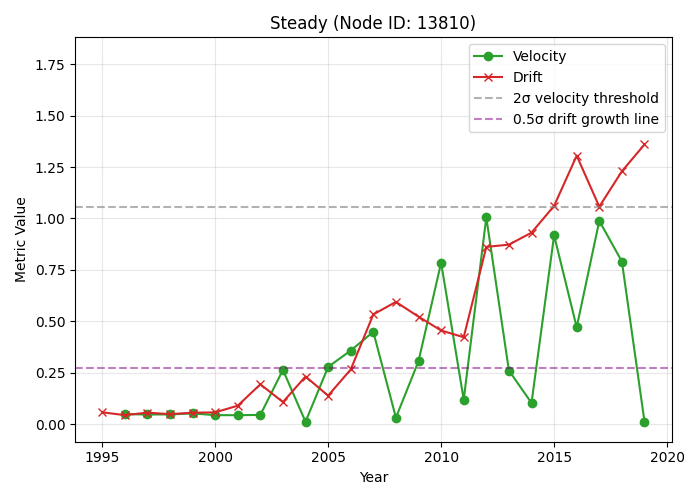 Steady (Node ID: 13810)
Velocity
Drift
2σ velocity threshold
0.5σ drift growth line
Metric Value
1.75
1.50
1.25
1.00
0.75
0.50
0.25
0.00
1995
2000
2005
2010
2015
2020
Year